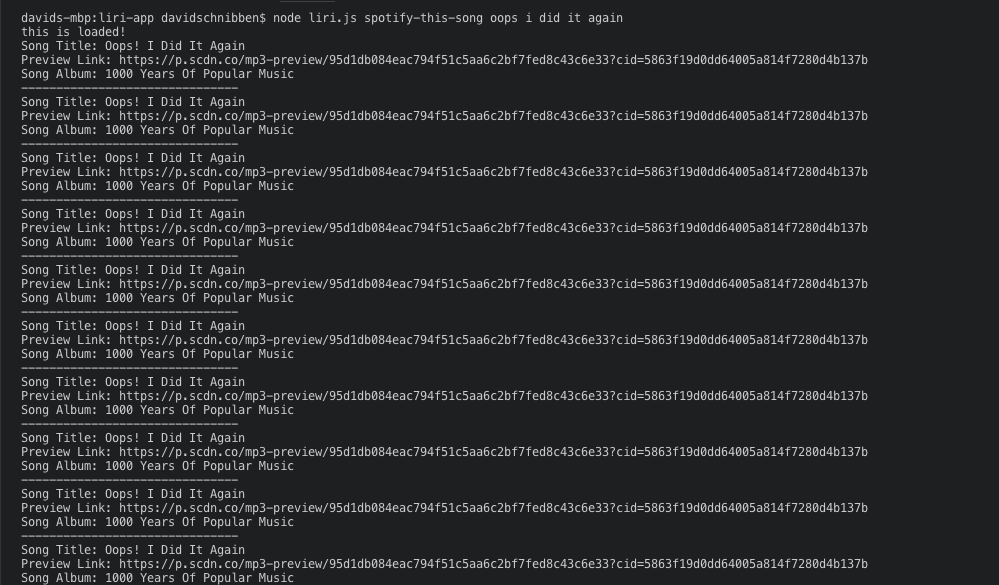 davids-mbp:liri-app davidschnibben$ node liri.js spotify-this-song oops i did it again
this is loaded!
Song Title: Oops! I Did It Again
Preview Link: https://p.scdn.co/mp3-preview/95d1db084eac794f51c5aa6c2bf7fed8c43c6e33?cid=5863f19d0dd64005a814f7280d4b137b
Song Album: 1000 Years Of Popular Music
-------------------------------
Song Title: Oops! I Did It Again
Preview Link: https://p.scdn.co/mp3-preview/95d1db084eac794f51c5aa6c2bf7fed8c43c6e33?cid=5863f19d0dd64005a814f7280d4b137b
Song Album: 1000 Years Of Popular Music
-------------------------------
Song Title: Oops! I Did It Again
Preview Link: https://p.scdn.co/mp3-preview/95d1db084eac794f51c5aa6c2bf7fed8c43c6e33?cid=5863f19d0dd64005a814f7280d4b137b
Song Album: 1000 Years Of Popular Music
-------------------------------
Song Title: Oops! I Did It Again
Preview Link: https://p.scdn.co/mp3-preview/95d1db084eac794f51c5aa6c2bf7fed8c43c6e33?cid=5863f19d0dd64005a814f7280d4b137b
Song Album: 1000 Years Of Popular Music
-------------------------------
Song Title: Oops! I Did It Again
Preview Link: https://p.scdn.co/mp3-preview/95d1db084eac794f51c5aa6c2bf7fed8c43c6e33?cid=5863f19d0dd64005a814f7280d4b137b
Song Album: 1000 Years Of Popular Music
-------------------------------
Song Title: Oops! I Did It Again
Preview Link: https://p.scdn.co/mp3-preview/95d1db084eac794f51c5aa6c2bf7fed8c43c6e33?cid=5863f19d0dd64005a814f7280d4b137b
Song Album: 1000 Years Of Popular Music
-------------------------------
Song Title: Oops! I Did It Again
Preview Link: https://p.scdn.co/mp3-preview/95d1db084eac794f51c5aa6c2bf7fed8c43c6e33?cid=5863f19d0dd64005a814f7280d4b137b
Song Album: 1000 Years Of Popular Music
-------------------------------
Song Title: Oops! I Did It Again
Preview Link: https://p.scdn.co/mp3-preview/95d1db084eac794f51c5aa6c2bf7fed8c43c6e33?cid=5863f19d0dd64005a814f7280d4b137b
Song Album: 1000 Years Of Popular Music
-------------------------------
Song Title: Oops! I Did It Again
Preview Link: https://p.scdn.co/mp3-preview/95d1db084eac794f51c5aa6c2bf7fed8c43c6e33?cid=5863f19d0dd64005a814f7280d4b137b
Song Album: 1000 Years Of Popular Music
-------------------------------
Song Title: Oops! I Did It Again
Preview Link: https://p.scdn.co/mp3-preview/95d1db084eac794f51c5aa6c2bf7fed8c43c6e33?cid=5863f19d0dd64005a814f7280d4b137b
Song Album: 1000 Years Of Popular Music